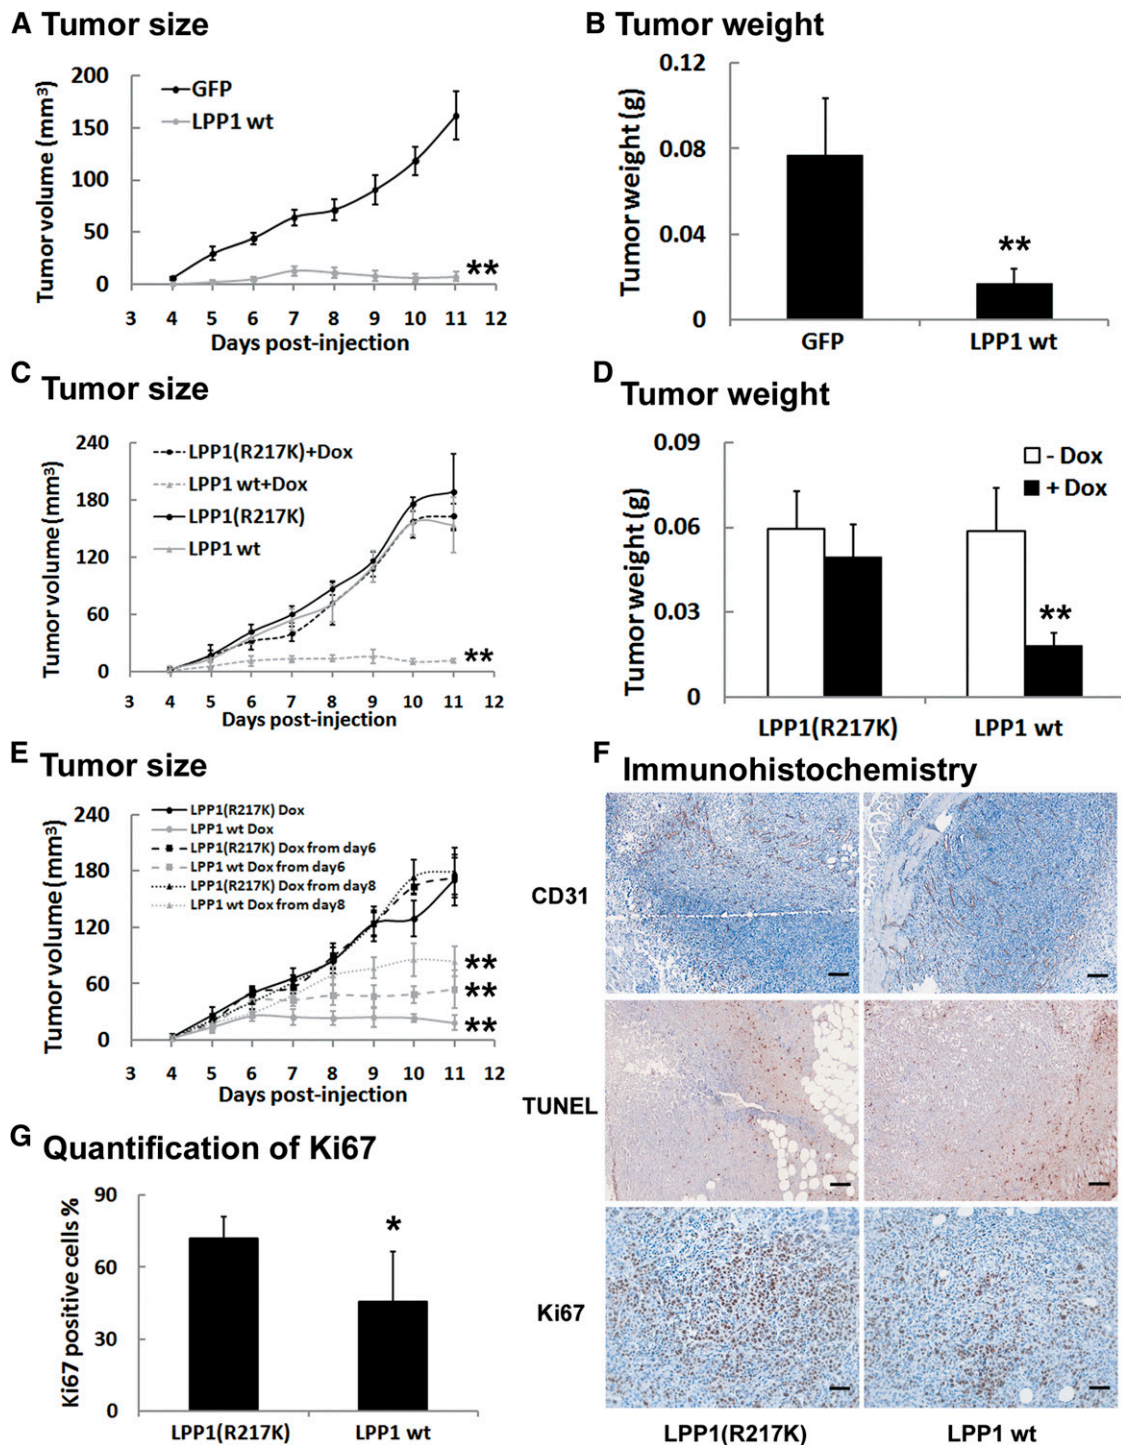 A Tumor size
Tumor volume (mm³)
200
150
100
50
0
GFP
LPP1 wt
**
3 4 5 6 7 8 9 10 11 12
Days post-injection
B Tumor weight
Tumor weight (g)
0.12
0.08
0.04
0
**
GFP LPP1 wt
C Tumor size
Tumor volume (mm³)
240
180
120
60
0
LPP1(R217K)+Dox
LPP1 wt+Dox
LPP1(R217K)
LPP1 wt
**
3 4 5 6 7 8 9 10 11 12
Days post-injection
D Tumor weight
Tumor weight (g)
0.09
0.06
0.03
0
- Dox
+ Dox
**
LPP1(R217K) LPP1 wt
E Tumor size
Tumor volume (mm³)
240
180
120
60
0
LPP1(R217K) Dox
LPP1 wt Dox
LPP1(R217K) Dox from day6
LPP1 wt Dox from day6
LPP1(R217K) Dox from day8
LPP1 wt Dox from day8
**
**
**
3 4 5 6 7 8 9 10 11 12
Days post-injection
F Immunohistochemistry
CD31
TUNEL
Ki67
LPP1(R217K) LPP1 wt
G Quantification of Ki67
Ki67 positive cells %
90
60
30
0
*
LPP1(R217K) LPP1 wt